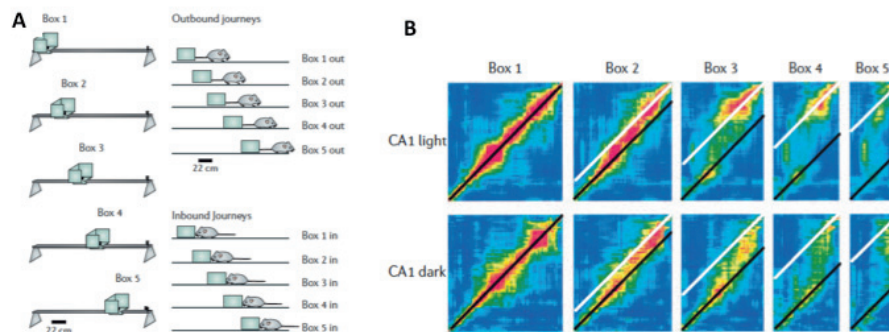 A
Box 1
Box 2
Box 3
Box 4
Box 5
22 cm
Outbound journeys
Box 1 out
Box 2 out
Box 3 out
Box 4 out
Box 5 out
22 cm
Inbound Journeys
Box 1 in
Box 2 in
Box 3 in
Box 4 in
Box 5 in
B
Box 1 Box 2 Box 3 Box 4 Box 5
CA1 light
CA1 dark